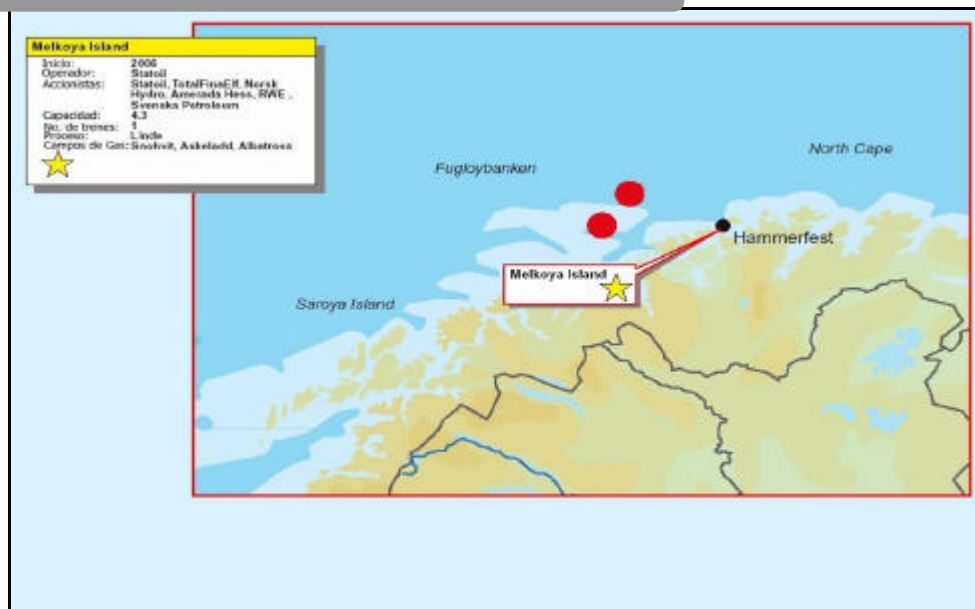 Melkoya Island
Inicio: 2006
Operador: Statoil
Accionistas: Statoil, TotalFinaElf, Norsk
Hydro, Amerada Hess, RWE ,
Svenska Petroleum
Capacidad: 4.3
No. de trenes: 1
Proceso: Linde
Campos de Gas: Snohvit, Askeladd, Albatross
North Cape
Fugloybanken
Hammerfest
Melkoya Island
Saroya Island